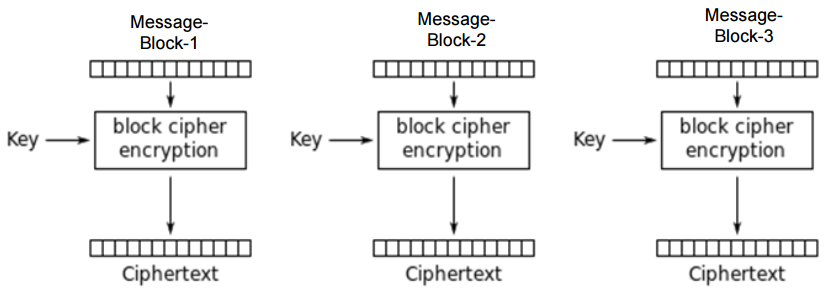 Message-
Block-1
Message-
Block-2
Message-
Block-3
Key
block cipher
encryption
Key
block cipher
encryption
Key
block cipher
encryption
Ciphertext
Ciphertext
Ciphertext